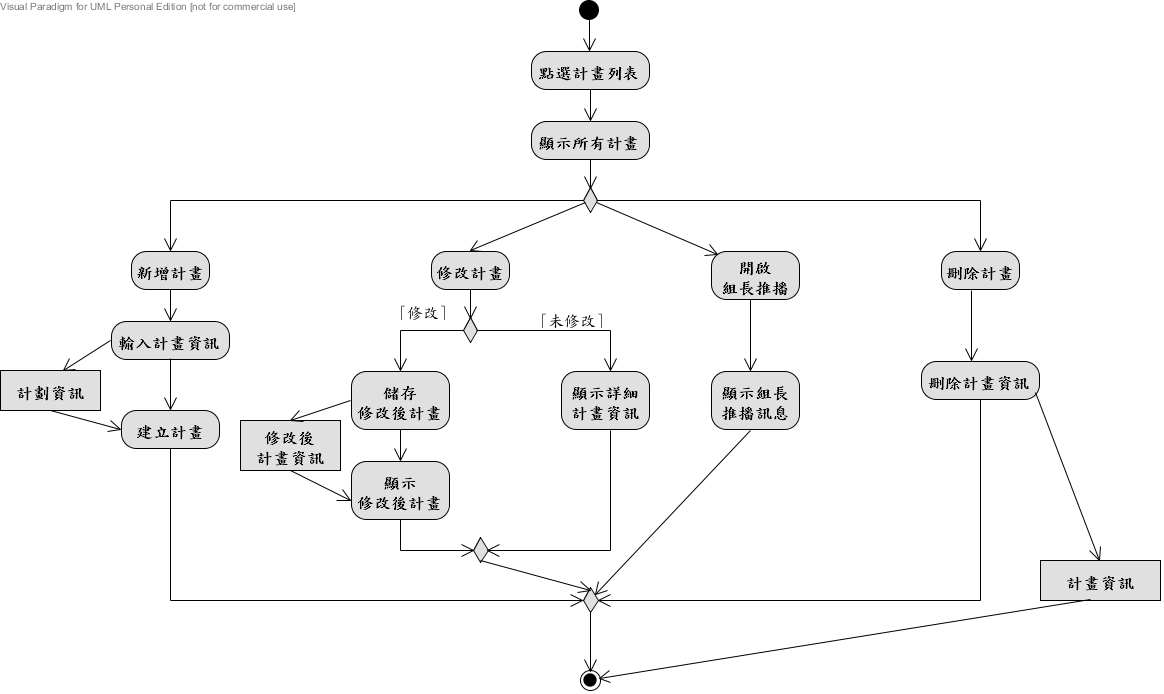 Visual Paradigm for UML Personal Edition [not for commercial use]
點選計畫列表
顯示所有計畫
新增計畫
修改計畫
開啟
組長推播
刪除計畫
「修改」
「未修改」
輸入計畫資訊
計劃資訊
建立計畫
儲存
修改後計畫
顯示詳細
計畫資訊
顯示組長
推播訊息
刪除計畫資訊
修改後
計畫資訊
顯示
修改後計畫
計畫資訊